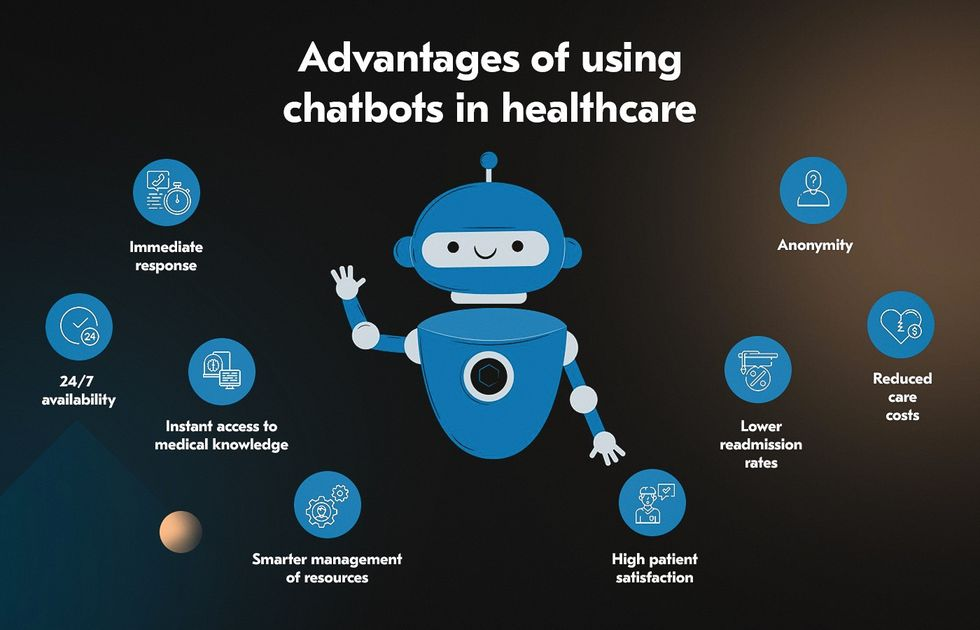 Advantages of using
chatbots in healthcare
Immediate
response
Anonymity
24
24/7
availability
$
Reduced
care
costs
Instant access to
medical knowledge
%
Lower
readmission
rates
Smarter management
of resources
High patient
satisfaction
?